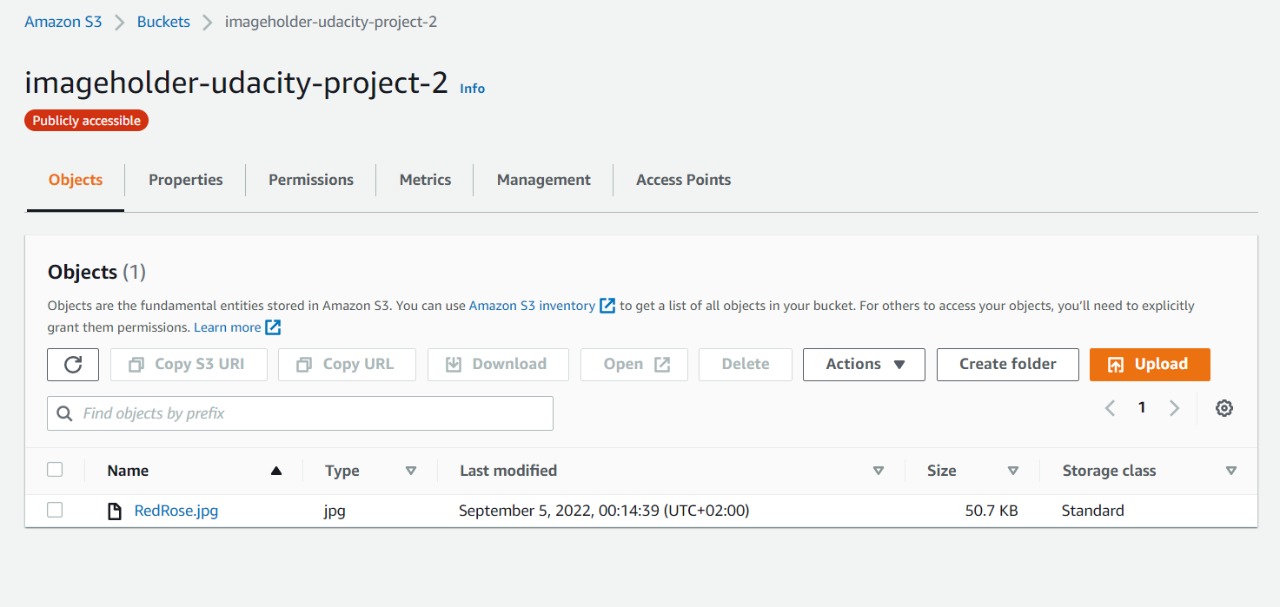 Amazon S3 Buckets imageholder-udacity-project-2
imageholder-udacity-project-2 Info
Publicly accessible
Objects Properties Permissions Metrics Management Access Points
Objects (1)
Objects are the fundamental entities stored in Amazon S3. You can use Amazon S3 inventory to get a list of all objects in your bucket. For others to access your objects, you'll need to explicitly
grant them permissions. Learn more
Copy S3 URI Copy URL Download Open Delete Actions Create folder Upload
Find objects by prefix 1
Name Type Last modified Size Storage class
RedRose.jpg jpg September 5, 2022, 00:14:39 (UTC+02:00) 50.7 KB Standard